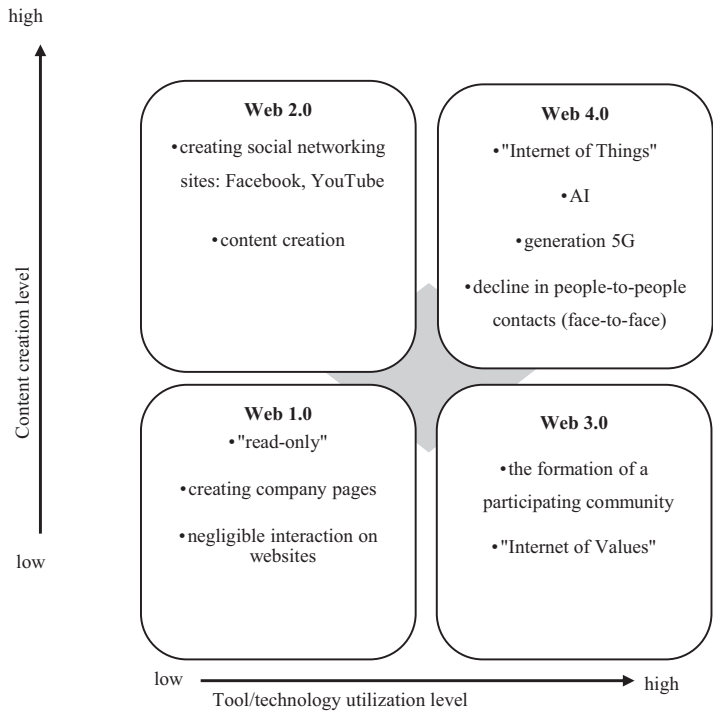 high
Web 2.0
•creating social networking
sites: Facebook, YouTube
•content creation
Web 4.0
•"Internet of Things"
•AI
•generation 5G
•decline in people-to-people
contacts (face-to-face)
Content creation level
Web 1.0
•"read-only"
•creating company pages
•negligible interaction on
websites
Web 3.0
•the formation of a
participating community
•"Internet of Values"
low
low
high
Tool/technology utilization level